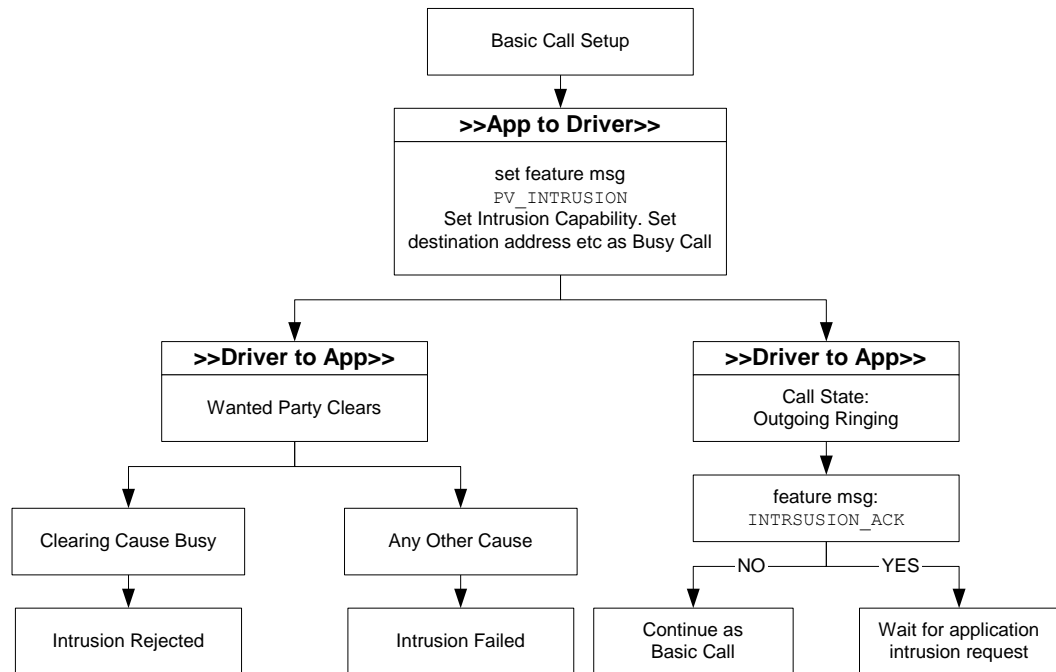 Basic Call Setup
>>App to Driver>>
set feature msg
PV_INTRUSION
Set Intrusion Capability. Set
destination address etc as Busy Call
>>Driver to App>>
Wanted Party Clears
>>Driver to App>>
Call State:
Outgoing Ringing
Clearing Cause Busy
Any Other Cause
feature msg:
INTRSUSION_ACK
NO
YES
Intrusion Rejected
Intrusion Failed
Continue as
Basic Call
Wait for application
intrusion request